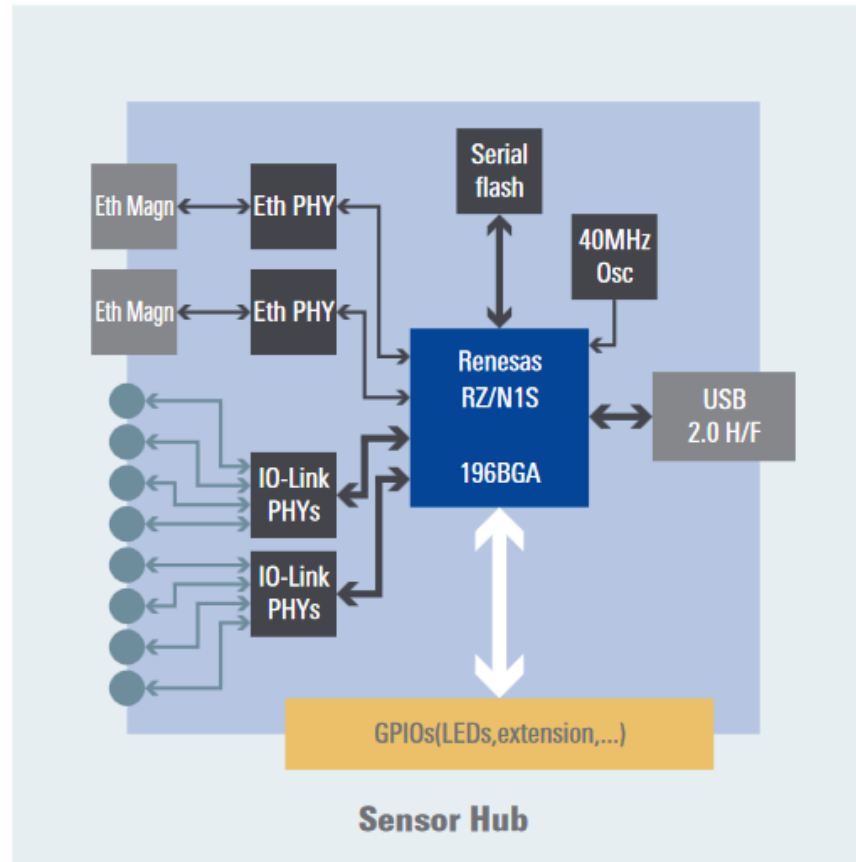 Serial
flash
Eth Magn
Eth PHY
40MHz
Osc
Eth Magn
Eth PHY
Renesas
RZ/N1S
196BGA
USB
2.0 H/F
IO-Link
PHYs
IO-Link
PHYs
GPIOs(LEDs,extension,...)
Sensor Hub